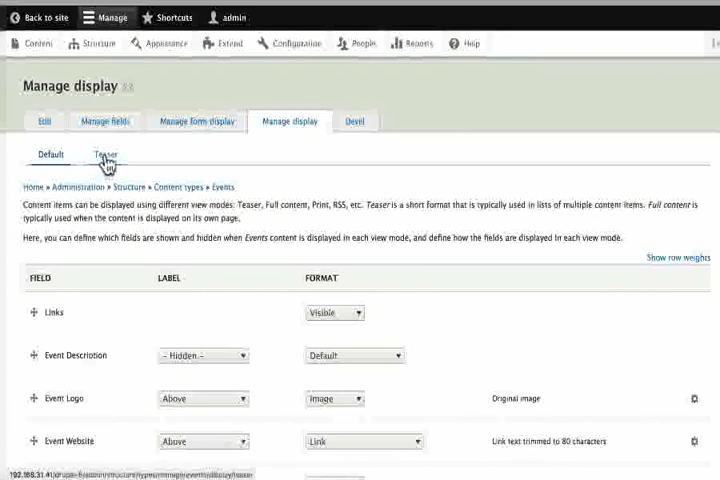 Back to site Manage Shortcuts admin
Content Structure Appearance Extend Configuration People Reports Help
Manage display
Edit Manage fields Manage form display Manage display Devel
Default Teaser
Home » Administration » Structure » Content types » Events
Content items can be displayed using different view modes: Teaser, Full content, Print, RSS, etc. Teaser is a short format that is typically used in lists of multiple content items. Full content is
typically used when the content is displayed on its own page.
Here, you can define which fields are shown and hidden when Events content is displayed in each view mode, and define how the fields are displayed in each view mode.
Show row weights
FIELD LABEL FORMAT
Links Visible
Event Description - Hidden - Default
Event Logo Above Image Original image
Event Website Above Link Link text trimmed to 80 characters